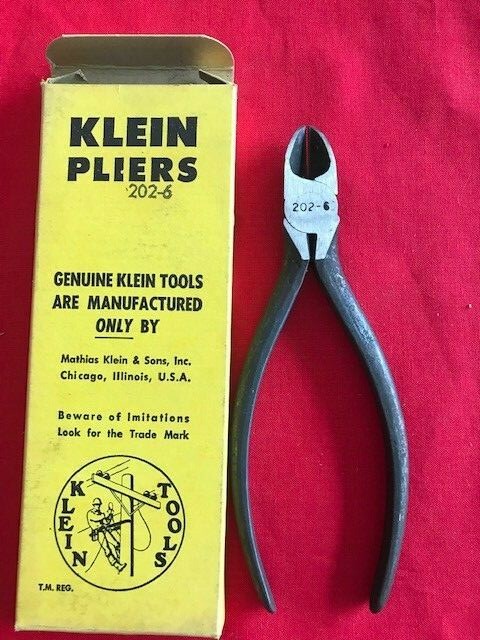 KLEIN
PLIERS
202-6
GENUINE KLEIN TOOLS
ARE MANUFACTURED
ONLY BY
Mathias Klein & Sons, Inc.
Chicago, Illinois, U.S.A.
Beware of Imitations
Look for the Trade Mark
KLEIN TOOLS
T.M. REG.
202-6